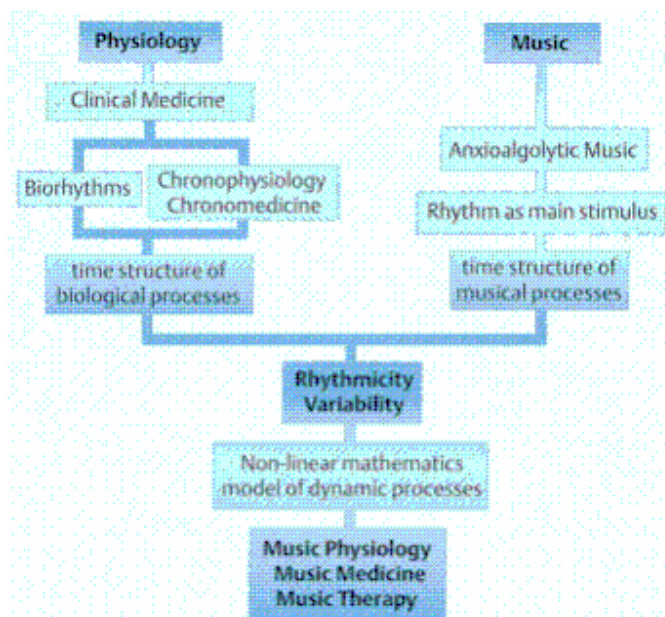 Physiology
Music
Clinical Medicine
Anxioalgolytic Music
Biorhythms
Chronophysiology
Chronomedicine
Rhythm as main stimulus
time structure of
biological processes
time structure of
musical processes
Rhythmicity
Variability
Non-linear mathematics
model of dynamic processes
Music Physiology
Music Medicine
Music Therapy